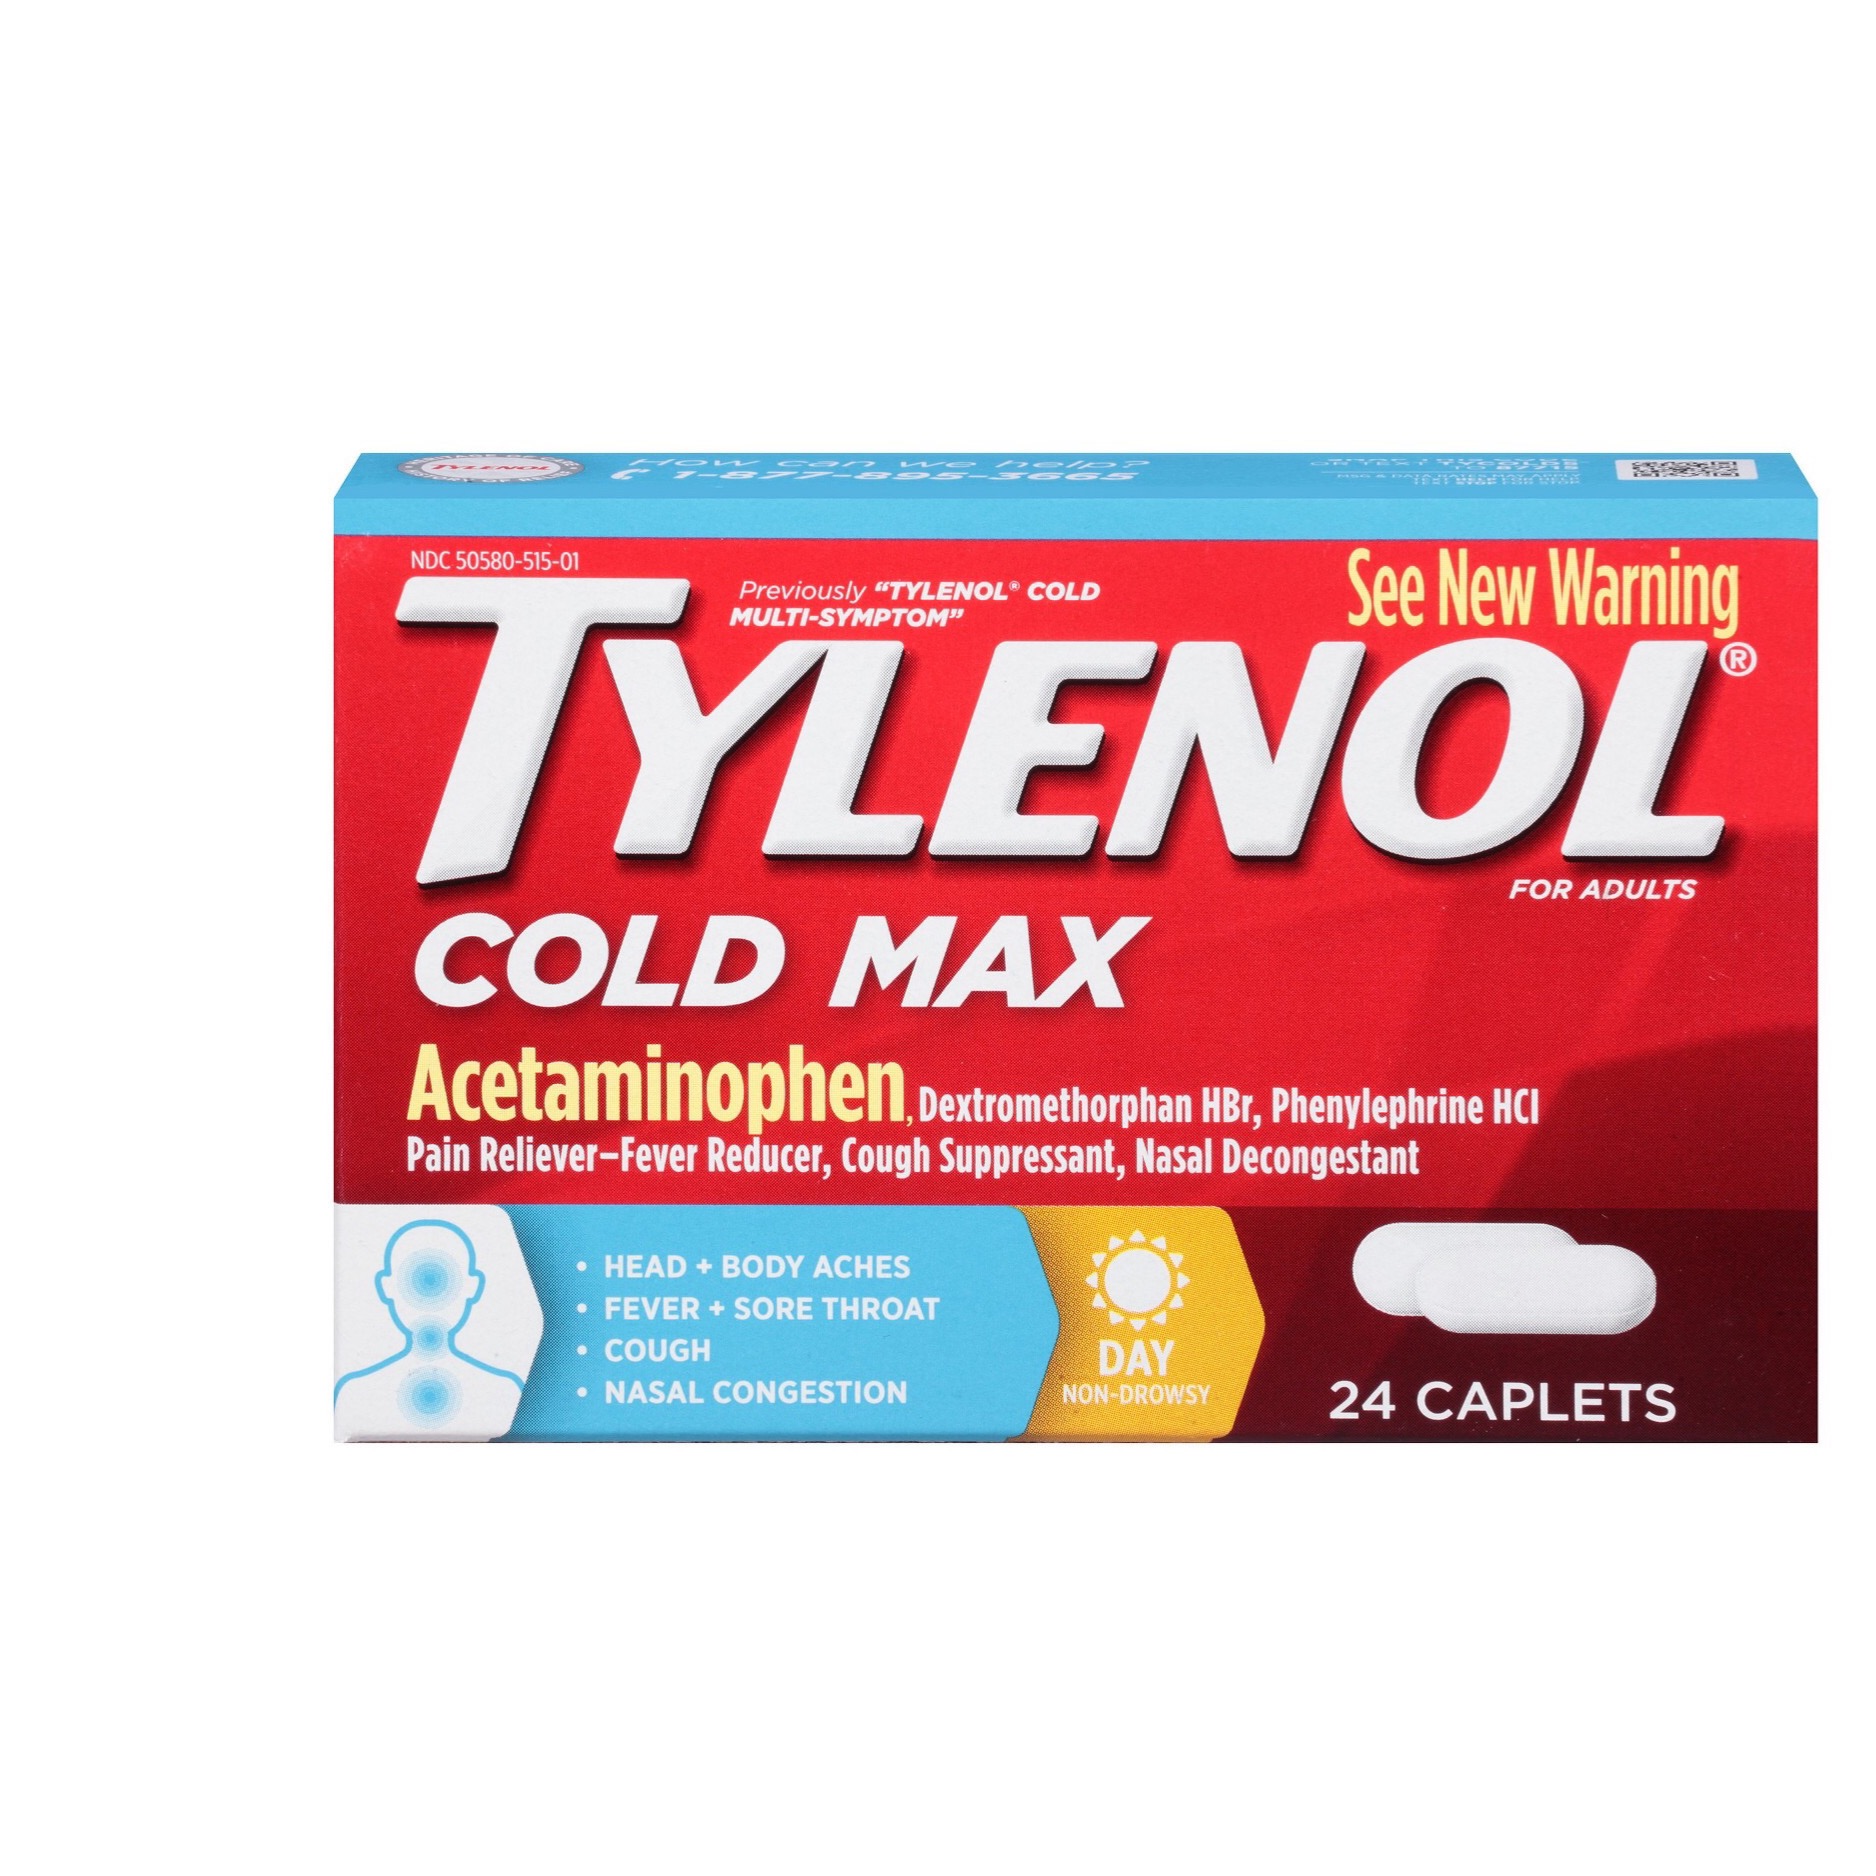 TYLENOL
How can we help?
1-877-895-3665
NDC 50580-515-01
See New Warning
Previously “TYLENOL® COLD
MULTI-SYMPTOM”
TYLENOL®
FOR ADULTS
COLD MAX
Acetaminophen, Dextromethorphan HBr, Phenylephrine HCl
Pain Reliever–Fever Reducer, Cough Suppressant, Nasal Decongestant
• HEAD + BODY ACHES
• FEVER + SORE THROAT
• COUGH
• NASAL CONGESTION
DAY
NON-DROWSY
24 CAPLETS